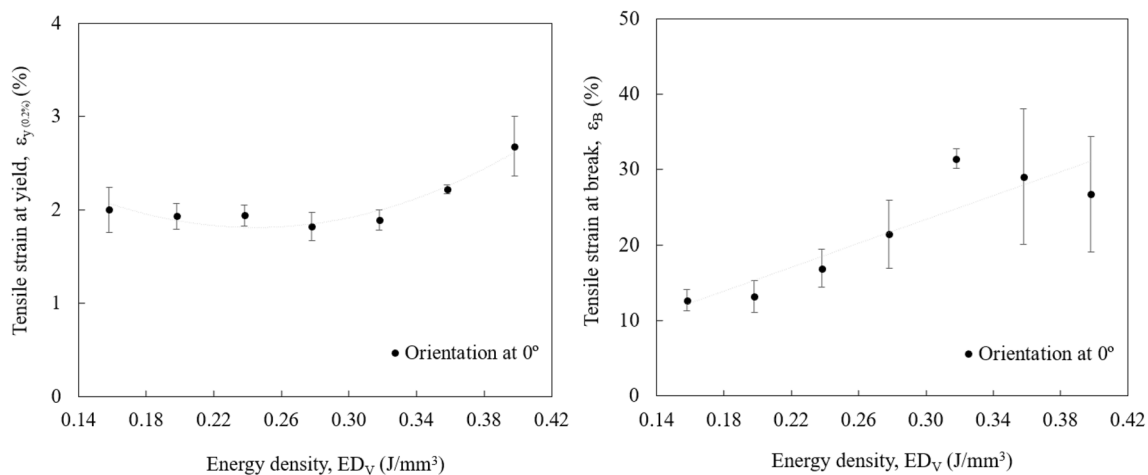 4
3
2
1
0
Tensile strain at yield, εy (0.2%) (%)
Orientation at 0º
0.14 0.18 0.22 0.26 0.30 0.34 0.38 0.42
Energy density, EDV (J/mm³)
50
40
30
20
10
0
Tensile strain at break, εB (%)
Orientation at 0º
0.14 0.18 0.22 0.26 0.30 0.34 0.38 0.42
Energy density, EDV (J/mm³)